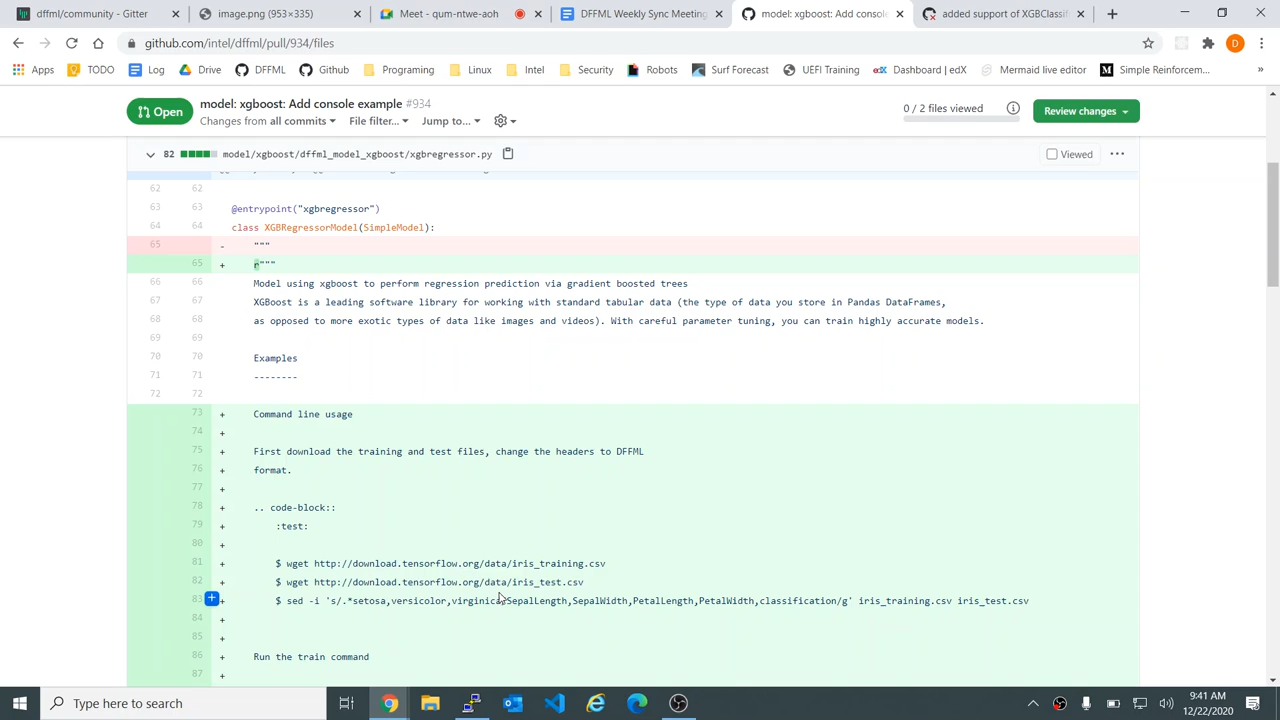 dffml/community - Gitter
image.png (953×335)
Meet - qum-ntwe-aoh
DFFML Weekly Sync Meeting
model: xgboost: Add console
added support of XGBClassif
github.com/intel/dffml/pull/934/files
D
Apps
TODO
Log
Drive
DFFML
Github
Programing
Linux
Intel
Security
Robots
Surf Forecast
UEFI Training
Dashboard | edX
Mermaid live editor
Simple Reinforcem...
Open
model: xgboost: Add console example #934
Changes from all commits
File filter...
Jump to...
0 / 2 files viewed
Review changes
82 model/xgboost/dffml_model_xgboost/xgbregressor.py
Viewed
62 62
63 63 @entrypoint("xgbregressor")
64 64 class XGBRegressorModel(SimpleModel):
65 - """
65 + r"""
66 66 Model using xgboost to perform regression prediction via gradient boosted trees
67 67 XGBoost is a leading software library for working with standard tabular data (the type of data you store in Pandas DataFrames,
68 68 as opposed to more exotic types of data like images and videos). With careful parameter tuning, you can train highly accurate models.
69 69
70 70 Examples
71 71 --------
72 72
73 + Command line usage
74 +
75 + First download the training and test files, change the headers to DFFML
76 + format.
77 +
78 + .. code-block::
79 + :test:
80 +
81 + $ wget http://download.tensorflow.org/data/iris_training.csv
82 + $ wget http://download.tensorflow.org/data/iris_test.csv
83 + $ sed -i 's/.*setosa,versicolor,virginica/SepalLength,SepalWidth,PetalLength,PetalWidth,classification/g' iris_training.csv iris_test.csv
84 +
85 +
86 + Run the train command
87 +
Type here to search
9:41 AM
12/22/2020